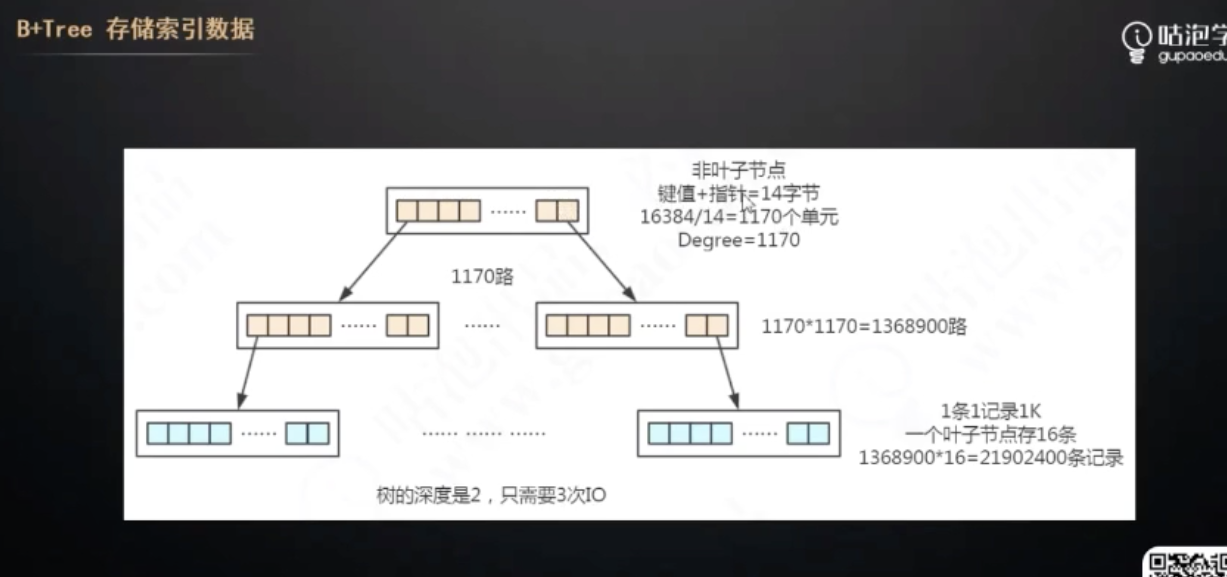 B+Tree 存储索引数据
咕泡学
gupaoedu
非叶子节点
键值+指针=14字节
16384/14=1170个单元
Degree=1170
……
1170路
……
……
……
1170*1170=1368900路
1条1记录1K
一个叶子节点存16条
1368900*16=21902400条记录
……
…… …… ……
……
树的深度是2，只需要3次IO